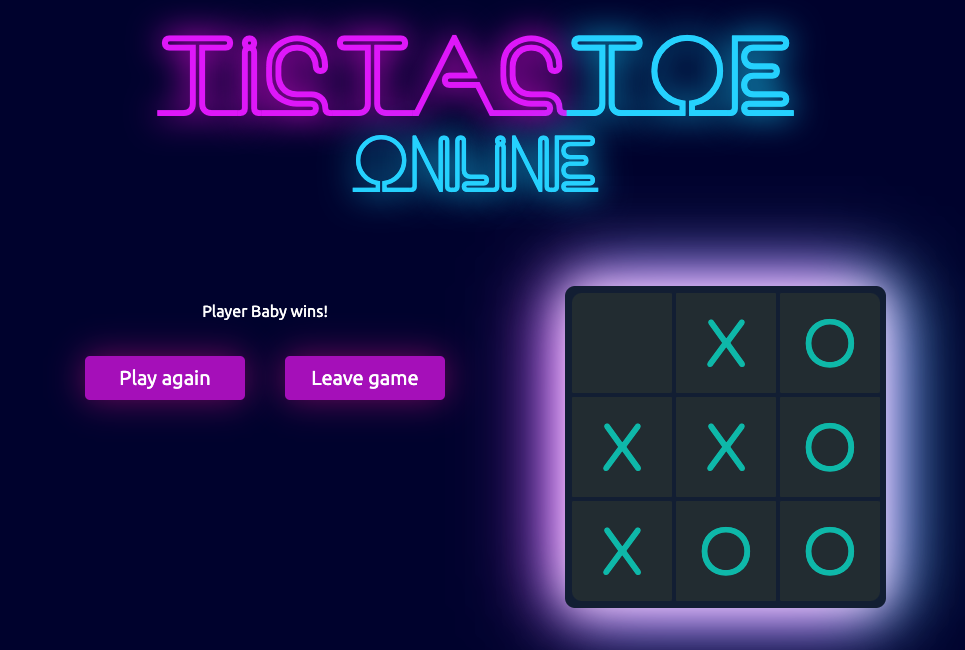 TiCTACTOE
ONLiNE
Player Baby wins!
Play again
Leave game
X O
X X O
X O O